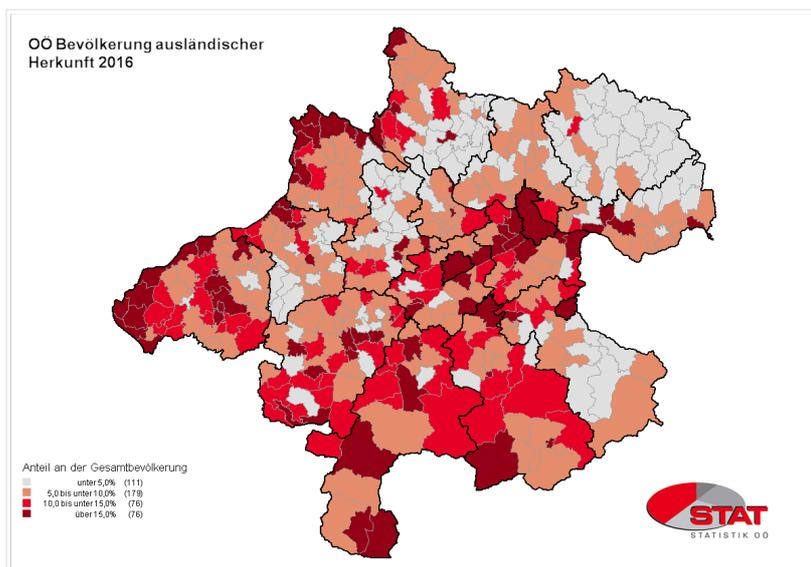 OÖ Bevölkerung ausländischer
Herkunft 2016
Anteil an der Gesamtbevölkerung
unter 5,0% (111)
5,0 bis unter 10,0% (179)
10,0 bis unter 15,0% (76)
über 15,0% (76)
STAT
STATISTIK OÖ